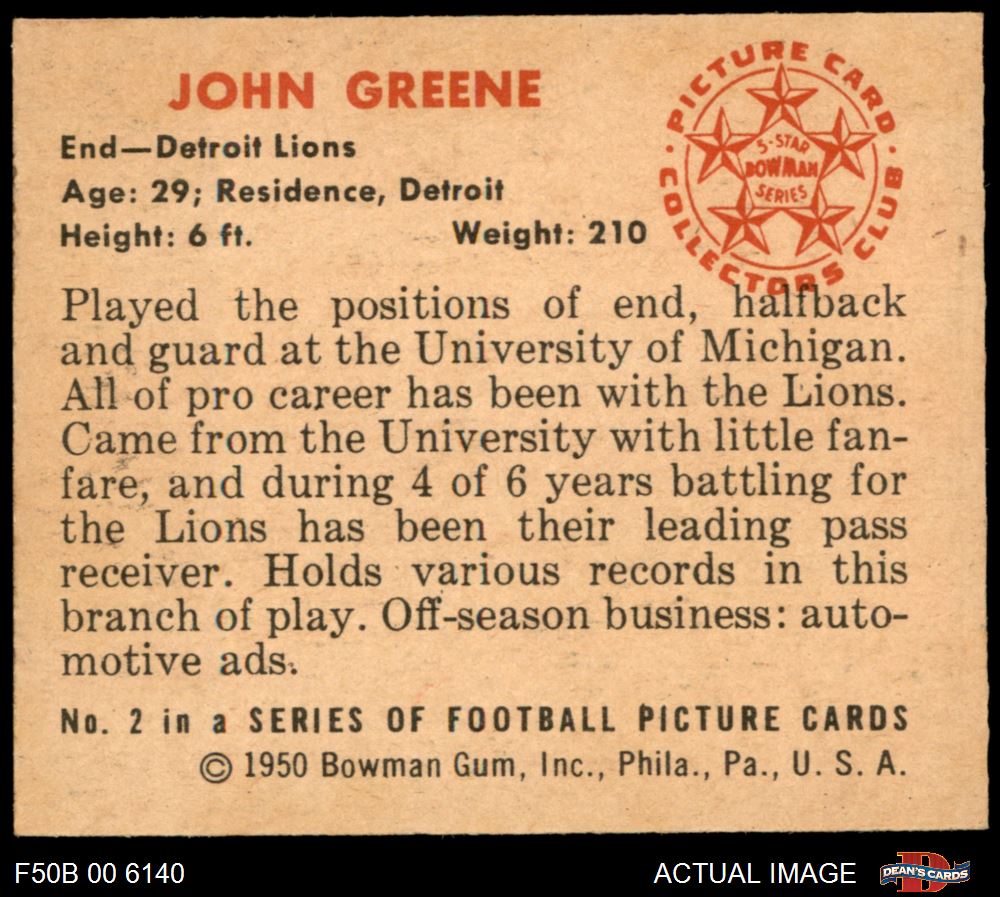 JOHN GREENE
End—Detroit Lions
Age: 29; Residence, Detroit
Height: 6 ft. Weight: 210
PICTURE CARD
COLLECTORS CLUB
5-STAR
BOWMAN
SERIES
Played the positions of end, halfback
and guard at the University of Michigan.
All of pro career has been with the Lions.
Came from the University with little fan-
fare, and during 4 of 6 years battling for
the Lions has been their leading pass
receiver. Holds various records in this
branch of play. Off-season business: auto-
motive ads.
No. 2 in a SERIES OF FOOTBALL PICTURE CARDS
© 1950 Bowman Gum, Inc., Phila., Pa., U. S. A.
F50B 00 6140
ACTUAL IMAGE
D
DEAN'S CARDS